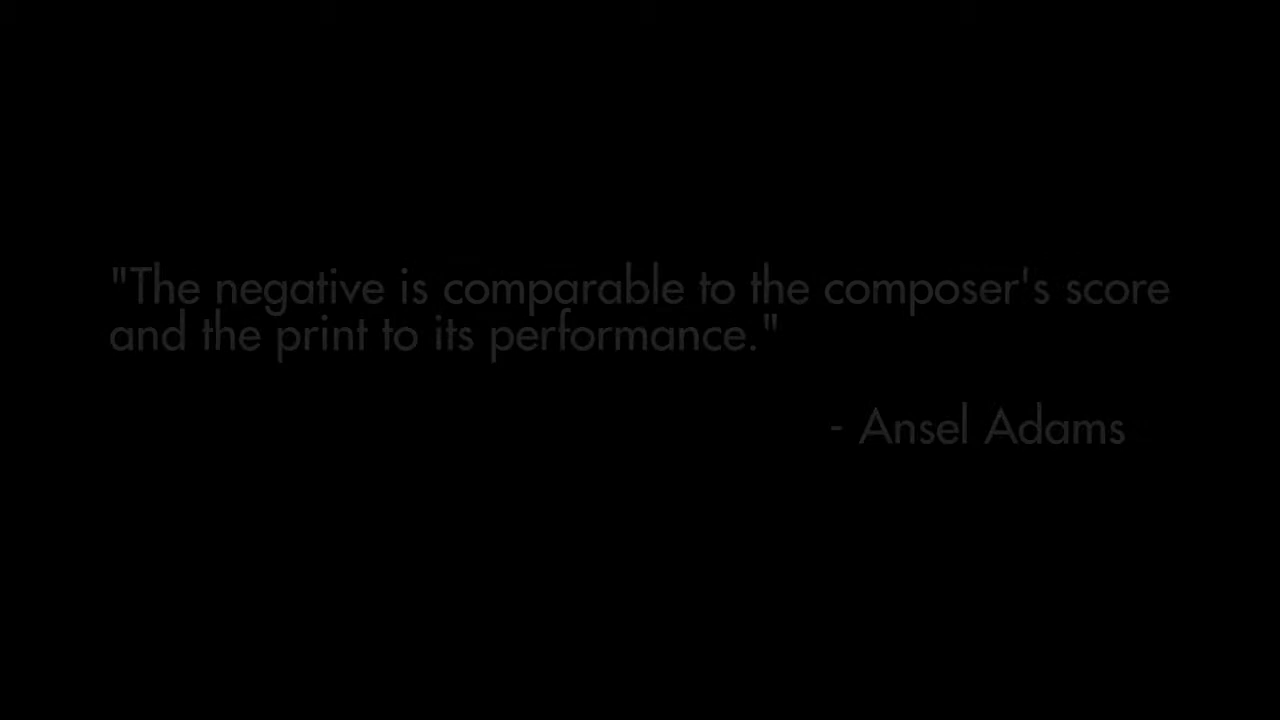 "The negative is comparable to the composer's score
and the print to its performance."
- Ansel Adams